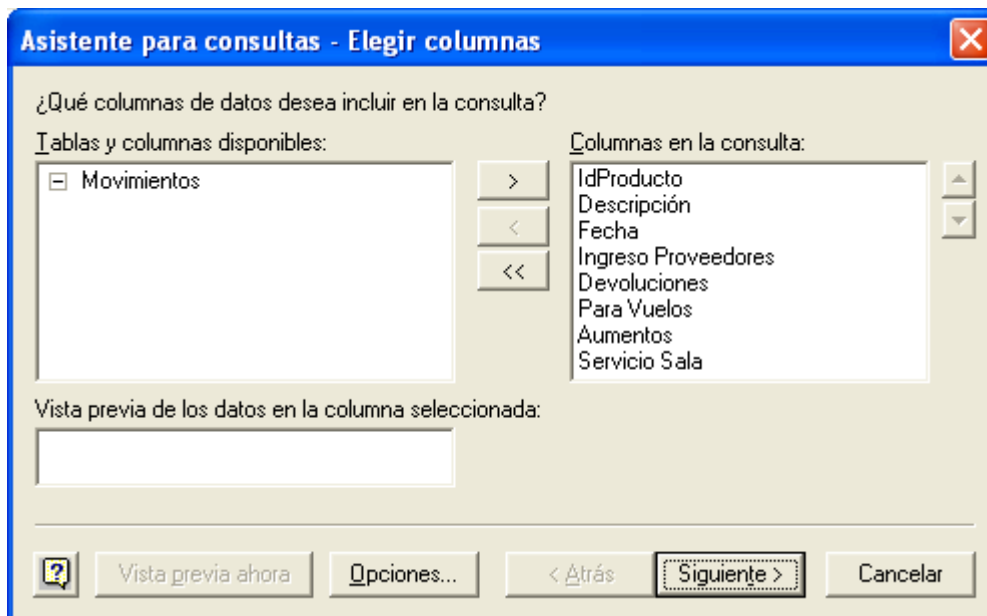 Asistente para consultas - Elegir columnas
¿Qué columnas de datos desea incluir en la consulta?
Tablas y columnas disponibles:
Movimientos
>
<
<<
Columnas en la consulta:
IdProducto
Descripción
Fecha
Ingreso Proveedores
Devoluciones
Para Vuelos
Aumentos
Servicio Sala
Vista previa de los datos en la columna seleccionada:
Vista previa ahora
Opciones...
< Atrás
Siguiente >
Cancelar